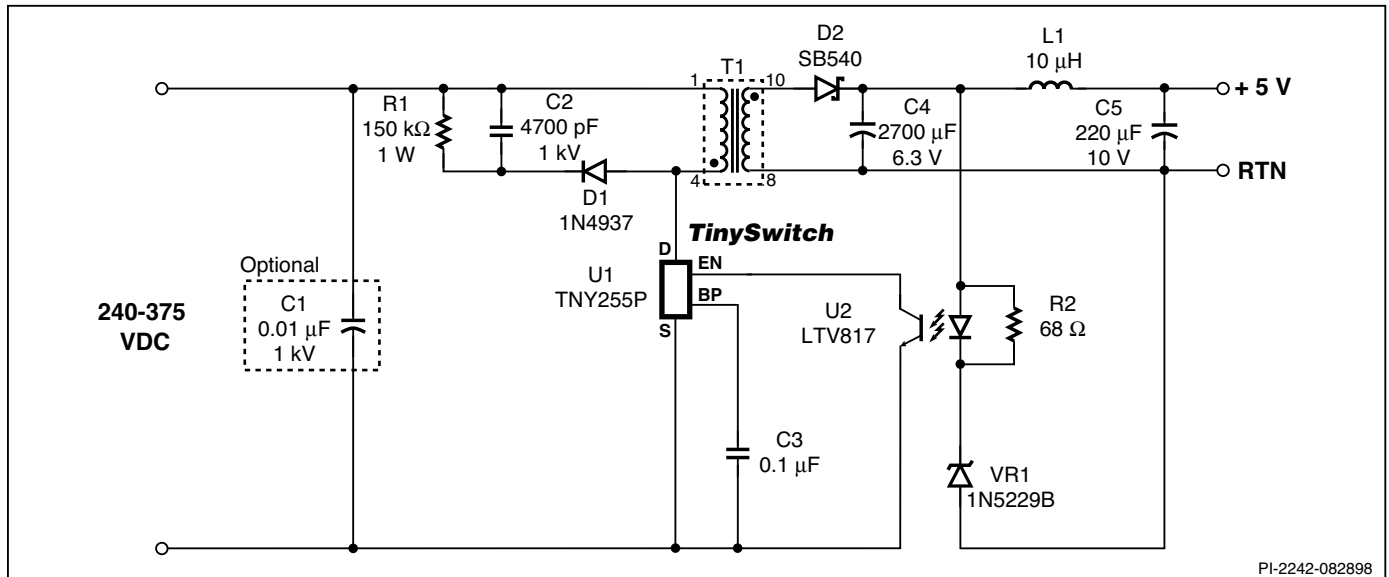 D2
SB540
L1
10 µH
T1
1
10
+ 5 V
R1
150 kΩ
1 W
C2
4700 pF
1 kV
C4
2700 µF
6.3 V
C5
220 µF
10 V
4
8
RTN
D1
1N4937
TinySwitch
D
EN
BP
S
U1
TNY255P
Optional
C1
0.01 µF
1 kV
240-375
VDC
U2
LTV817
R2
68 Ω
C3
0.1 µF
VR1
1N5229B
PI-2242-082898